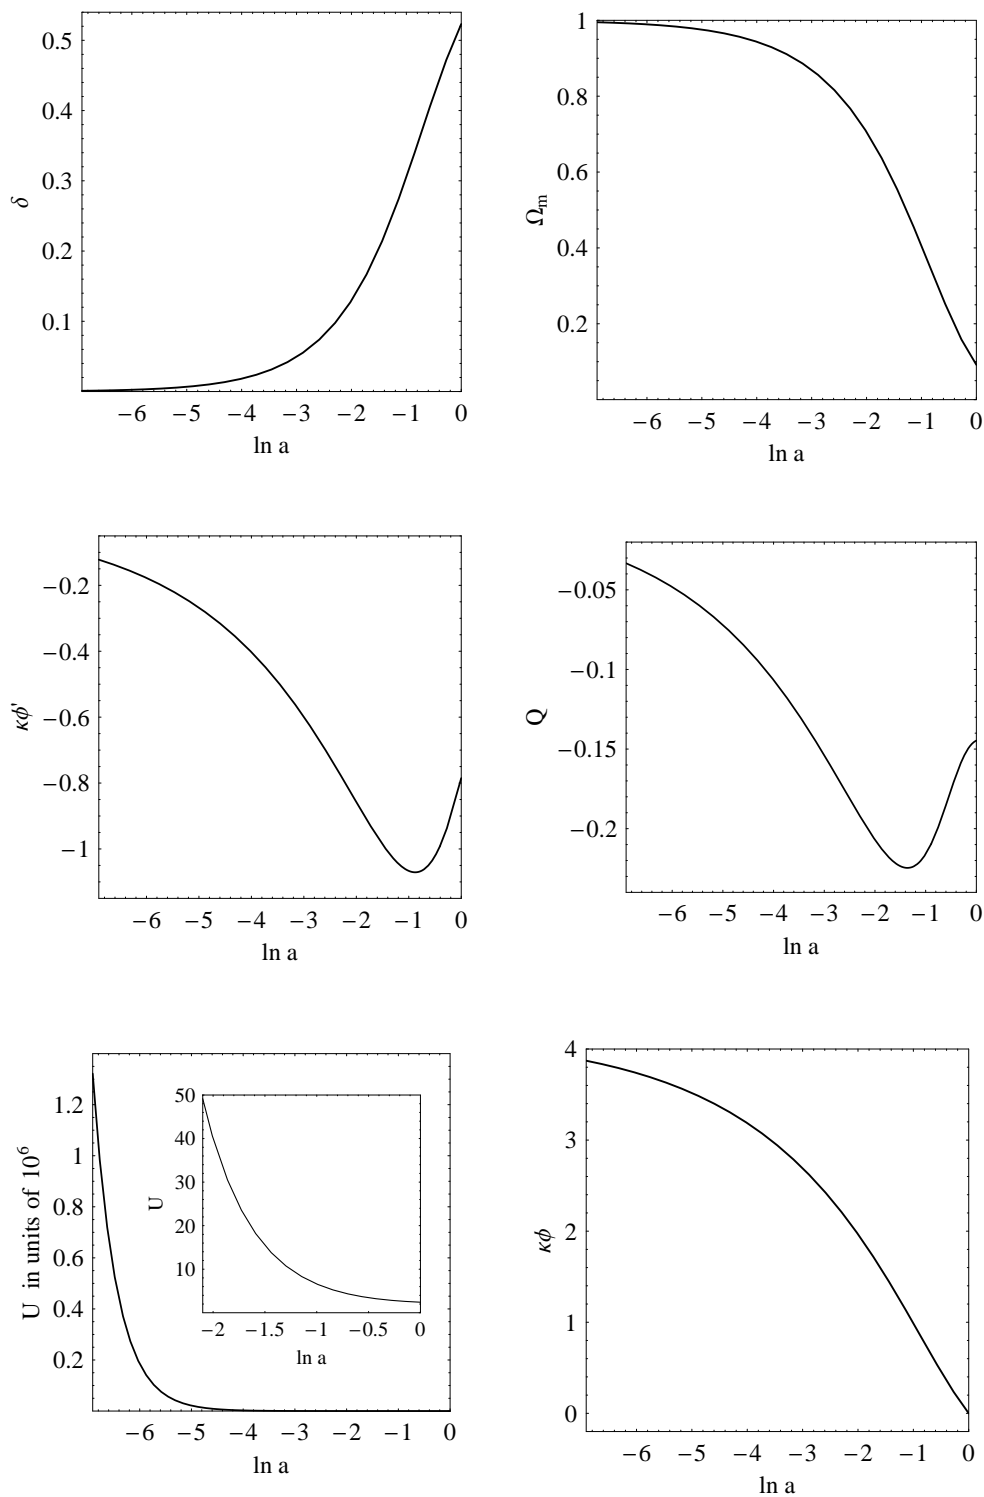 δ
0.5
0.4
0.3
0.2
0.1
−6 −5 −4 −3 −2 −1 0
ln a
Ωm
1
0.8
0.6
0.4
0.2
−6 −5 −4 −3 −2 −1 0
ln a
κϕ'
−0.2
−0.4
−0.6
−0.8
−1
−6 −5 −4 −3 −2 −1 0
ln a
Q
−0.05
−0.1
−0.15
−0.2
−6 −5 −4 −3 −2 −1 0
ln a
U in units of 10⁶
1.2
1
0.8
0.6
0.4
0.2
−6 −5 −4 −3 −2 −1 0
ln a
U
50
40
30
20
10
−2 −1.5 −1 −0.5 0
ln a
κϕ
4
3
2
1
0
−6 −5 −4 −3 −2 −1 0
ln a